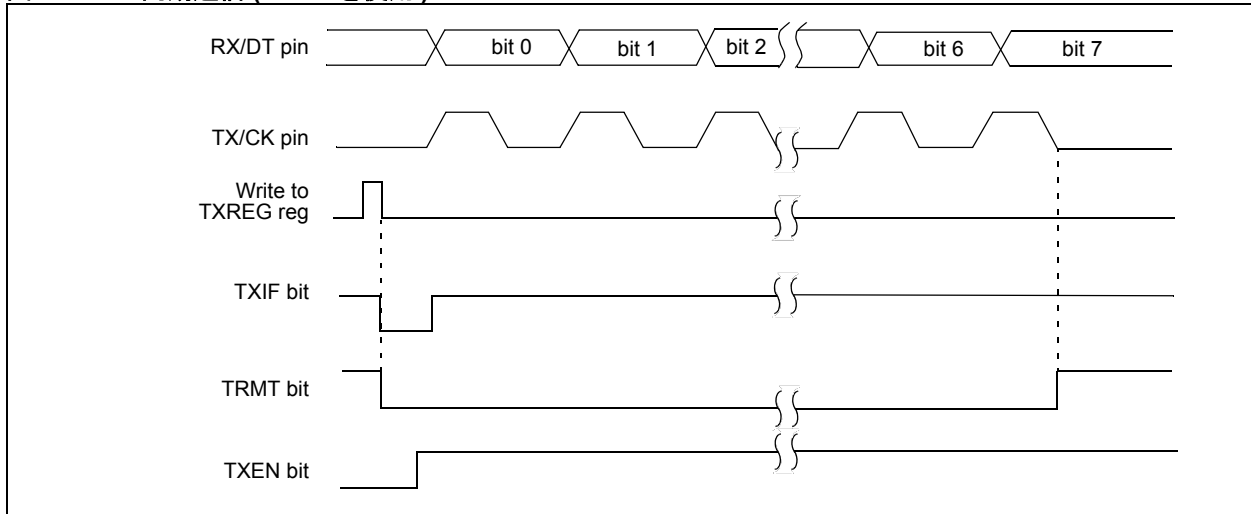 RX/DT pin
bit 0
bit 1
bit 2
bit 6
bit 7
TX/CK pin
Write to
TXREG reg
TXIF bit
TRMT bit
TXEN bit